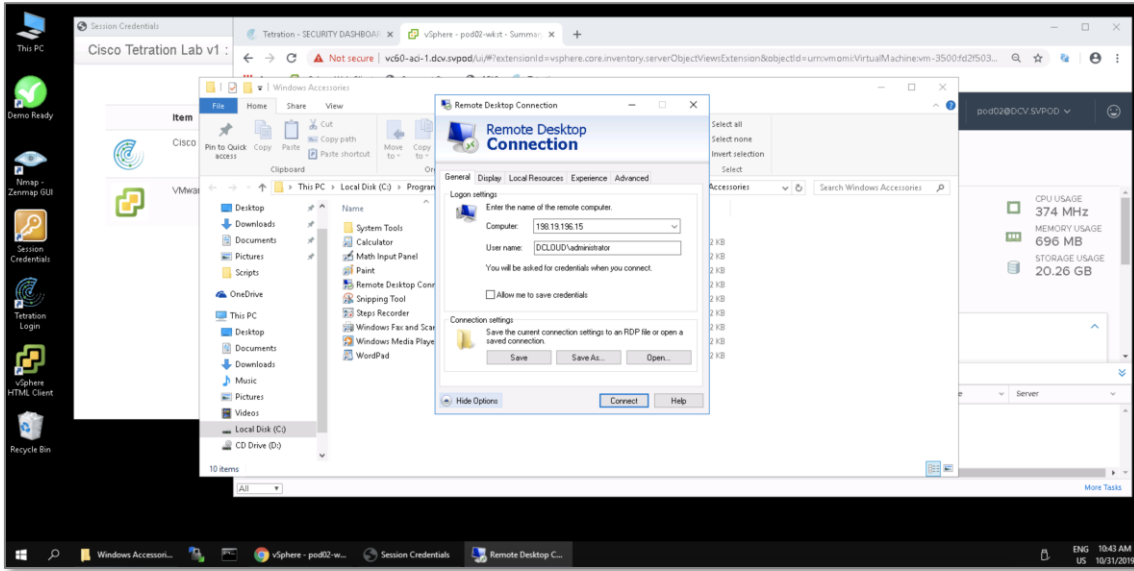 This PC
Demo Ready
Nmap -
Zenmap GUI
Session
Credentials
Tetration
Login
vSphere
HTML Client
Recycle Bin
Session Credentials
Cisco Tetration Lab v1 :
Item
Cisco
VMwar
Tetration - SECURITY DASHBOAR
vSphere - pod02-wkst - Summary
Not secure | vc60-aci-1.dcv.svpod/ui/#?extensionId=vsphere.core.inventory.serverObjectViewsExtension&objectId=urn:vmomi:VirtualMachine:vm-3500:fd2f503...
pod02@DCV.SVPOD
CPU USAGE
374 MHz
MEMORY USAGE
696 MB
STORAGE USAGE
20.26 GB
Server
All
More Tasks
Windows Accessories
File Home Share View
Pin to Quick
access
Copy
Paste
Cut
Copy path
Paste shortcut
Move
to
Copy
to
Clipboard
Select all
Select none
Invert selection
Select
This PC > Local Disk (C:) > Program
Accessories
Search Windows Accessories
Desktop
Downloads
Documents
Pictures
Scripts
OneDrive
This PC
Desktop
Documents
Downloads
Music
Pictures
Videos
Local Disk (C:)
CD Drive (D:)
Name
System Tools
Calculator
Math Input Panel
Paint
Remote Desktop Conn
Snipping Tool
Steps Recorder
Windows Fax and Scan
Windows Media Playe
WordPad
2 KB
2 KB
2 KB
2 KB
2 KB
2 KB
2 KB
2 KB
2 KB
10 items
Remote Desktop Connection
Remote Desktop
Connection
General Display Local Resources Experience Advanced
Logon settings
Enter the name of the remote computer.
Computer: 198.19.196.15
User name: DCLOUD\administrator
You will be asked for credentials when you connect.
Allow me to save credentials
Connection settings
Save the current connection settings to an RDP file or open a
saved connection.
Save Save As... Open...
Hide Options Connect Help
Windows Accessori...
vSphere - pod02-w...
Session Credentials
Remote Desktop C...
ENG 10:43 AM
US 10/31/2019